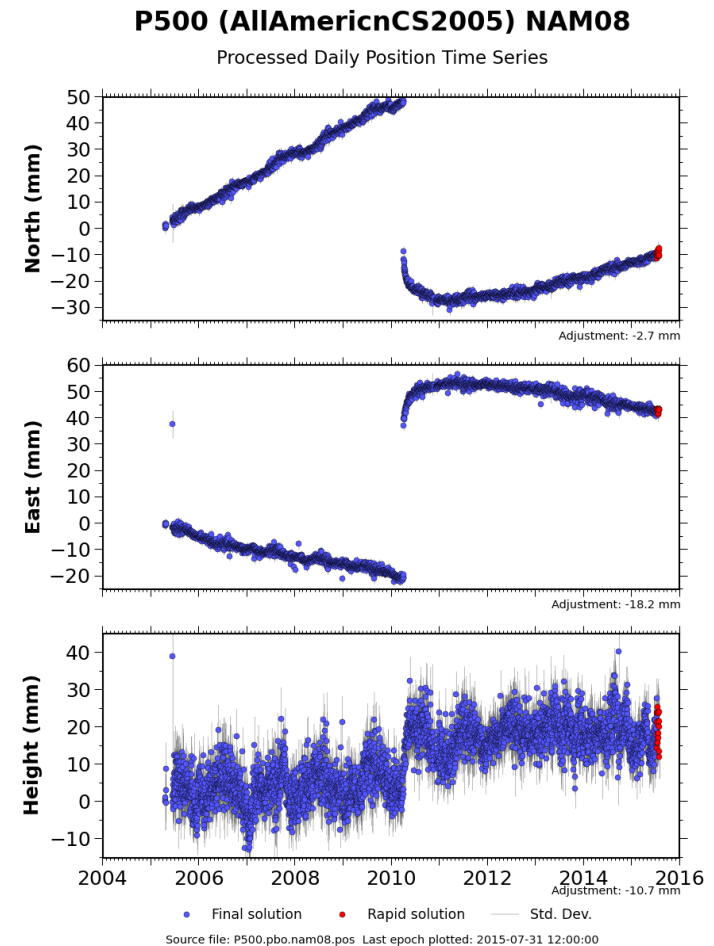 P500 (AllAmericnCS2005) NAM08
Processed Daily Position Time Series
50
40
30
20
10
0
−10
−20
−30
North (mm)
Adjustment: -2.7 mm
60
50
40
30
20
10
0
−10
−20
East (mm)
Adjustment: -18.2 mm
40
30
20
10
0
−10
Height (mm)
2004 2006 2008 2010 2012 2014 2016
Adjustment: -10.7 mm
Final solution Rapid solution Std. Dev.
Source file: P500.pbo.nam08.pos Last epoch plotted: 2015-07-31 12:00:00